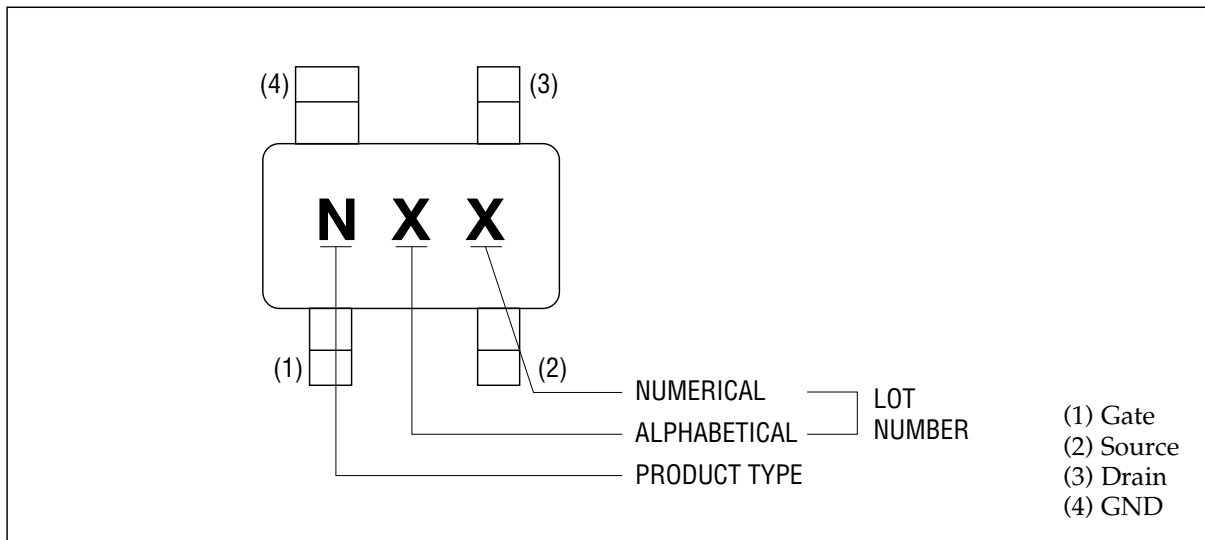 (4)
(3)
N X X
(1)
(2)
NUMERICAL
ALPHABETICAL
LOT
NUMBER
PRODUCT TYPE
(1) Gate
(2) Source
(3) Drain
(4) GND